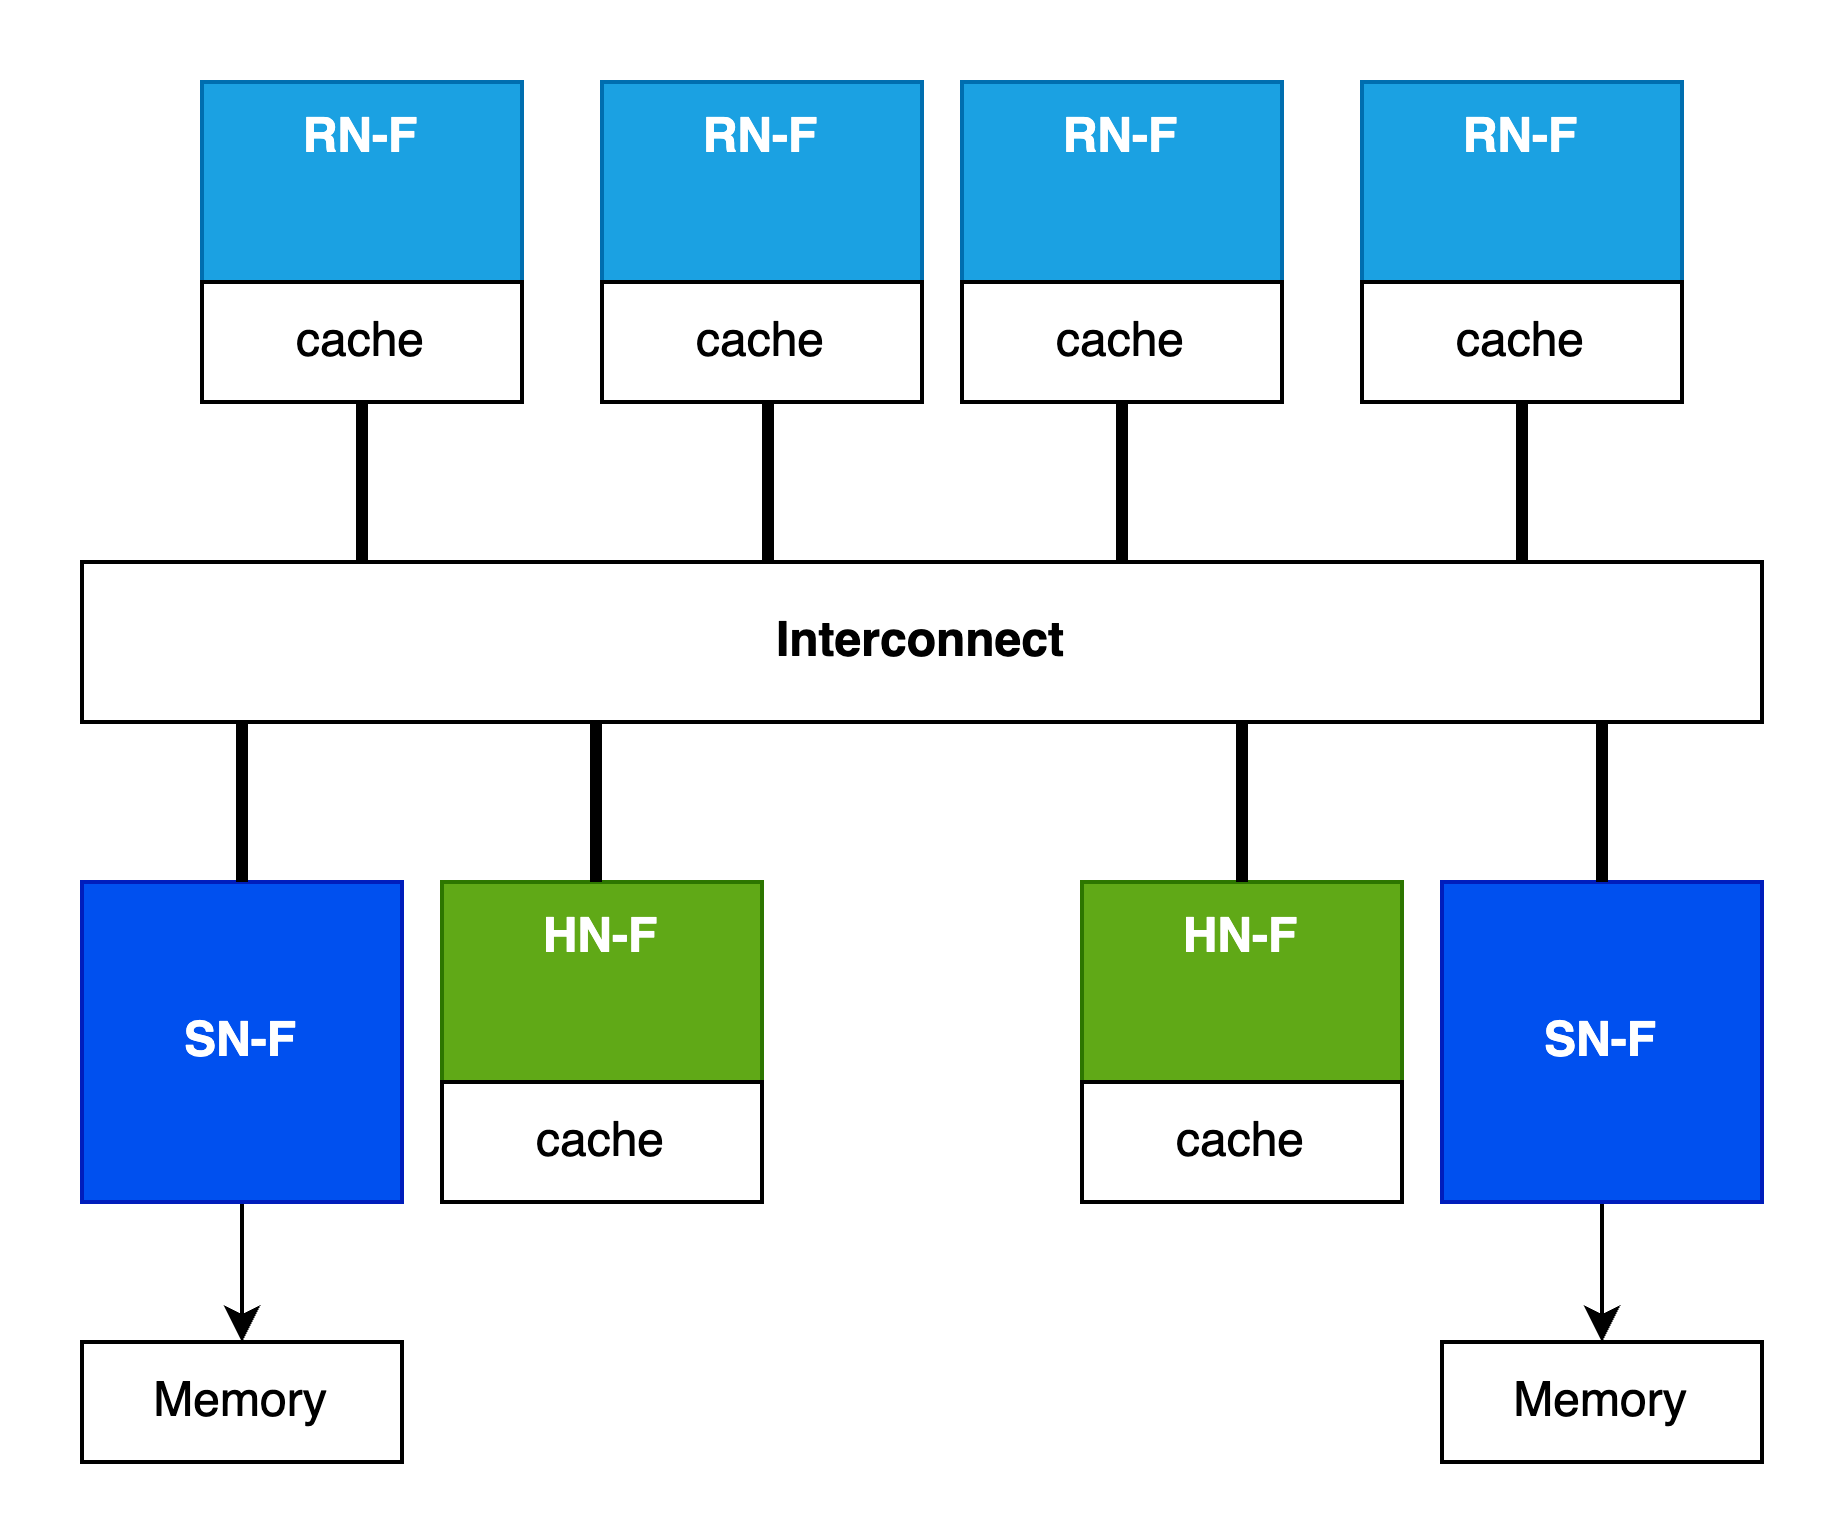 RN-F
RN-F
RN-F
RN-F
cache
cache
cache
cache
Interconnect
SN-F
HN-F
cache
HN-F
cache
SN-F
Memory
Memory